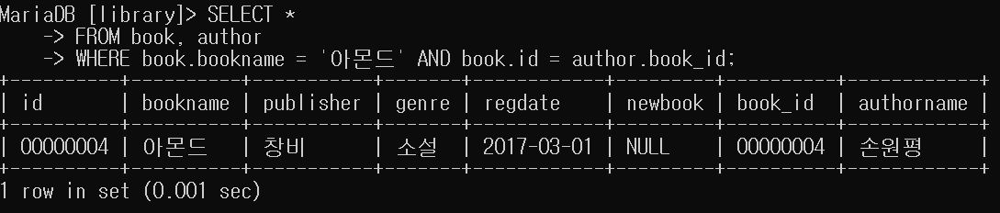 MariaDB [library]> SELECT *
    -> FROM book, author
    -> WHERE book.bookname = '아몬드' AND book.id = author.book_id;
+----------+----------+-----------+-------+------------+---------+----------+------------+
| id       | bookname | publisher | genre | regdate    | newbook | book_id  | authorname |
+----------+----------+-----------+-------+------------+---------+----------+------------+
| 00000004 | 아몬드   | 창비      | 소설  | 2017-03-01 | NULL    | 00000004 | 손원평     |
+----------+----------+-----------+-------+------------+---------+----------+------------+
1 row in set (0.001 sec)